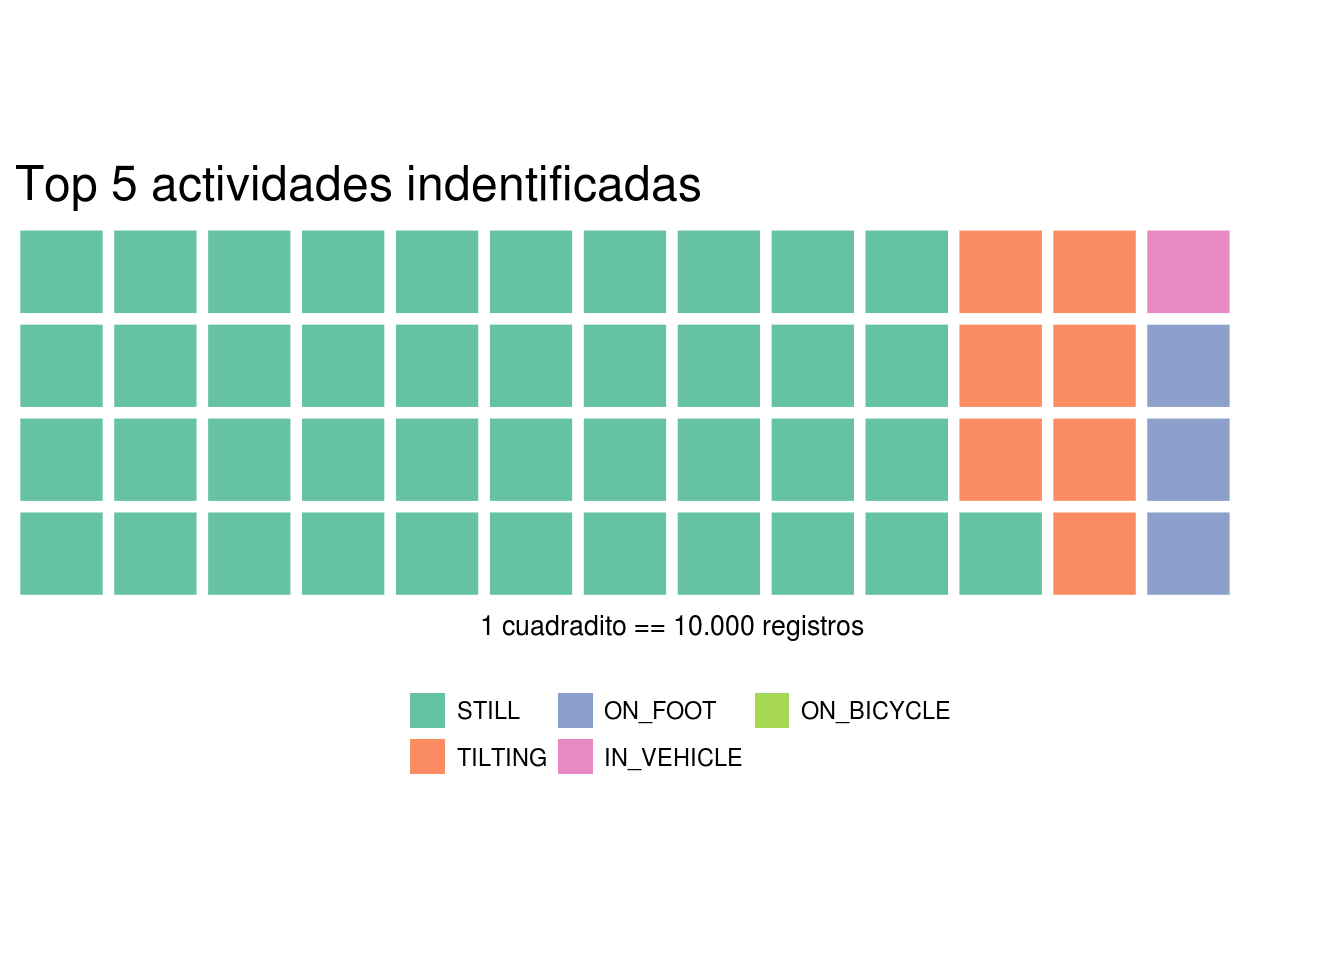 Top 5 actividades indentificadas
1 cuadradito == 10.000 registros
STILL ON_FOOT ON_BICYCLE
TILTING IN_VEHICLE